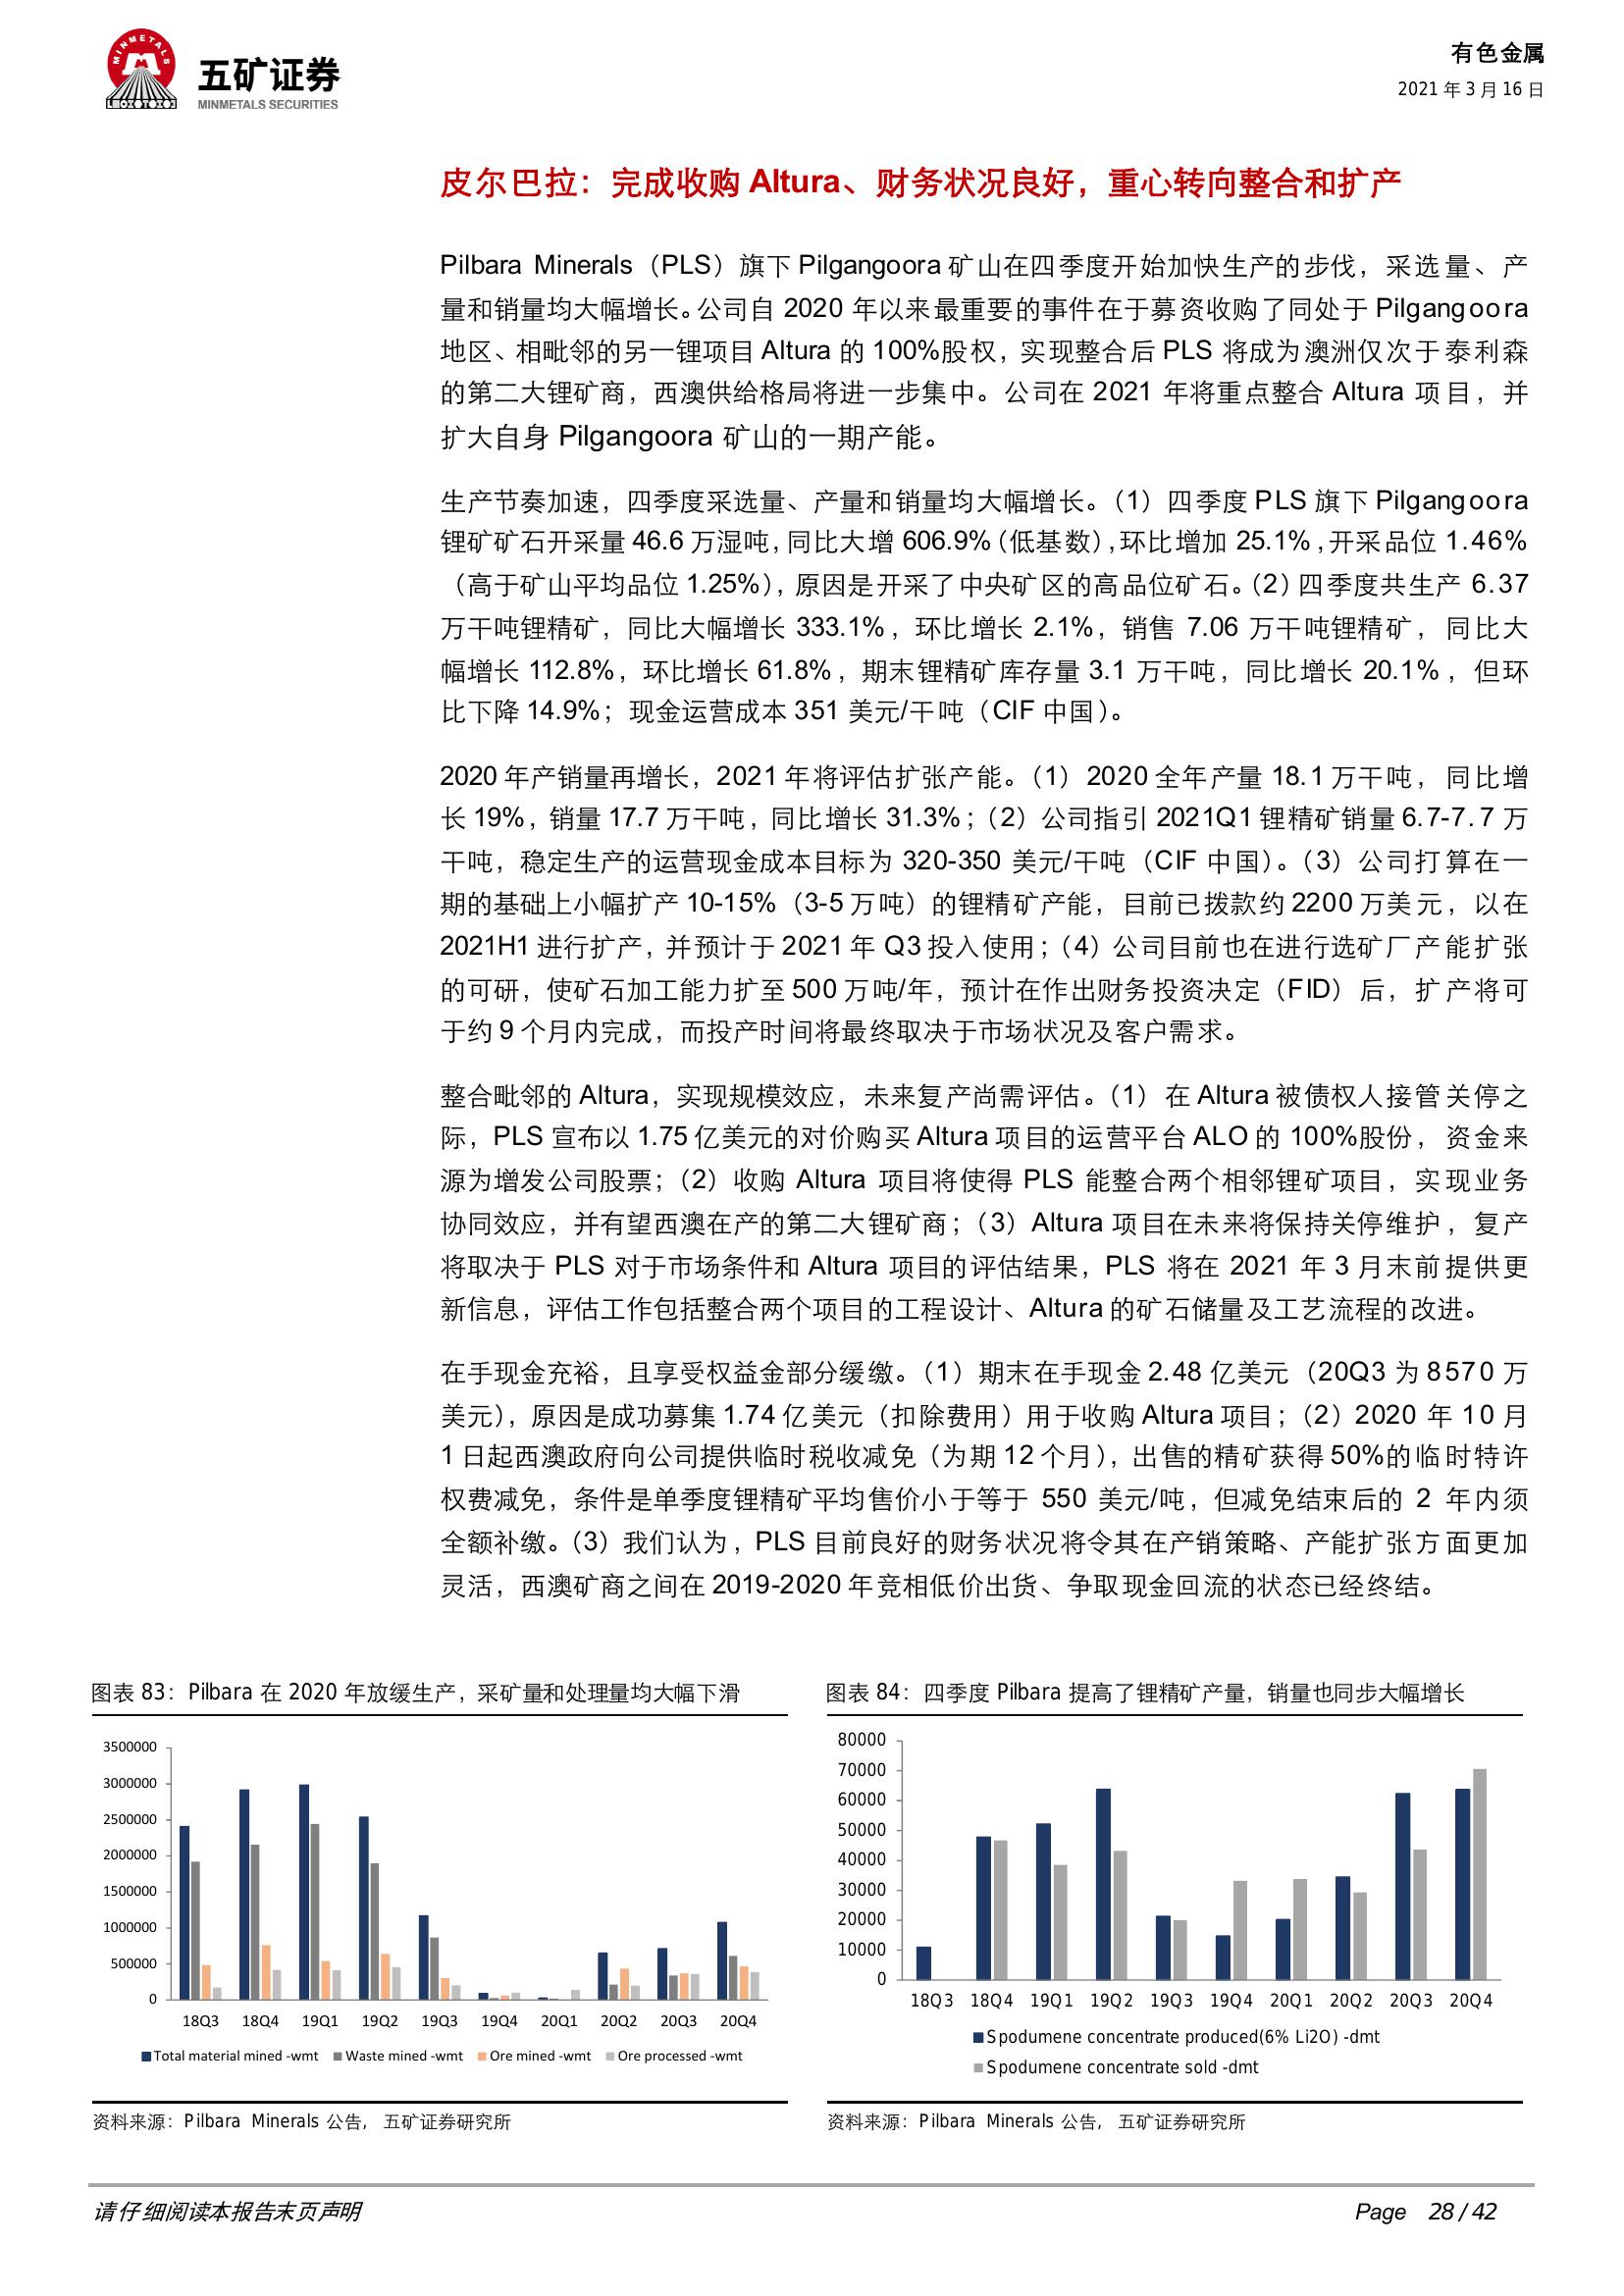 MINMETALS
五矿证券
MINMETALS SECURITIES
有色金属
2021 年 3 月 16 日
皮尔巴拉：完成收购 Altura、财务状况良好，重心转向整合和扩产
Pilbara Minerals（PLS）旗下 Pilgangoora 矿山在四季度开始加快生产的步伐，采选量、产
量和销量均大幅增长。公司自 2020 年以来最重要的事件在于募资收购了同处于 Pilgangoora
地区、相毗邻的另一锂项目 Altura 的 100%股权，实现整合后 PLS 将成为澳洲仅次于泰利森
的第二大锂矿商，西澳供给格局将进一步集中。公司在 2021 年将重点整合 Altura 项目，并
扩大自身 Pilgangoora 矿山的一期产能。
生产节奏加速，四季度采选量、产量和销量均大幅增长。（1）四季度 PLS 旗下 Pilgangoora
锂矿矿石开采量 46.6 万湿吨，同比大增 606.9%（低基数），环比增加 25.1%，开采品位 1.46%
（高于矿山平均品位 1.25%），原因是开采了中央矿区的高品位矿石。（2）四季度共生产 6.37
万干吨锂精矿，同比大幅增长 333.1%，环比增长 2.1%，销售 7.06 万干吨锂精矿，同比大
幅增长 112.8%，环比增长 61.8%，期末锂精矿库存量 3.1 万干吨，同比增长 20.1%，但环
比下降 14.9%；现金运营成本 351 美元/干吨（CIF 中国）。
2020 年产销量再增长，2021 年将评估扩张产能。（1）2020 全年产量 18.1 万干吨，同比增
长 19%，销量 17.7 万干吨，同比增长 31.3%；（2）公司指引 2021Q1 锂精矿销量 6.7-7.7 万
干吨，稳定生产的运营现金成本目标为 320-350 美元/干吨（CIF 中国）。（3）公司打算在一
期的基础上小幅扩产 10-15%（3-5 万吨）的锂精矿产能，目前已拨款约 2200 万美元，以在
2021H1 进行扩产，并预计于 2021 年 Q3 投入使用；（4）公司目前也在进行选矿厂产能扩张
的可研，使矿石加工能力扩至 500 万吨/年，预计在作出财务投资决定（FID）后，扩产将可
于约 9 个月内完成，而投产时间将最终取决于市场状况及客户需求。
整合毗邻的 Altura，实现规模效应，未来复产尚需评估。（1）在 Altura 被债权人接管关停之
际，PLS 宣布以 1.75 亿美元的对价购买 Altura 项目的运营平台 ALO 的 100%股份，资金来
源为增发公司股票；（2）收购 Altura 项目将使得 PLS 能整合两个相邻锂矿项目，实现业务
协同效应，并有望西澳在产的第二大锂矿商；（3）Altura 项目在未来将保持关停维护，复产
将取决于 PLS 对于市场条件和 Altura 项目的评估结果，PLS 将在 2021 年 3 月末前提供更
新信息，评估工作包括整合两个项目的工程设计、Altura 的矿石储量及工艺流程的改进。
在手现金充裕，且享受权益金部分缓缴。（1）期末在手现金 2.48 亿美元（20Q3 为 8570 万
美元），原因是成功募集 1.74 亿美元（扣除费用）用于收购 Altura 项目；（2）2020 年 10 月
1 日起西澳政府向公司提供临时税收减免（为期 12 个月），出售的精矿获得 50%的临时特许
权费减免，条件是单季度锂精矿平均售价小于等于 550 美元/吨，但减免结束后的 2 年内须
全额补缴。（3）我们认为，PLS 目前良好的财务状况将令其在产销策略、产能扩张方面更加
灵活，西澳矿商之间在 2019-2020 年竞相低价出货、争取现金回流的状态已经终结。
图表 83：Pilbara 在 2020 年放缓生产，采矿量和处理量均大幅下滑
3500000
3000000
2500000
2000000
1500000
1000000
500000
0
18Q3 18Q4 19Q1 19Q2 19Q3 19Q4 20Q1 20Q2 20Q3 20Q4
Total material mined -wmt Waste mined -wmt Ore mined -wmt Ore processed -wmt
资料来源：Pilbara Minerals 公告，五矿证券研究所
图表 84：四季度 Pilbara 提高了锂精矿产量，销量也同步大幅增长
80000
70000
60000
50000
40000
30000
20000
10000
0
18Q3 18Q4 19Q1 19Q2 19Q3 19Q4 20Q1 20Q2 20Q3 20Q4
Spodumene concentrate produced(6% Li2O) -dmt
Spodumene concentrate sold -dmt
资料来源：Pilbara Minerals 公告，五矿证券研究所
请仔细阅读本报告末页声明
Page 28 / 42